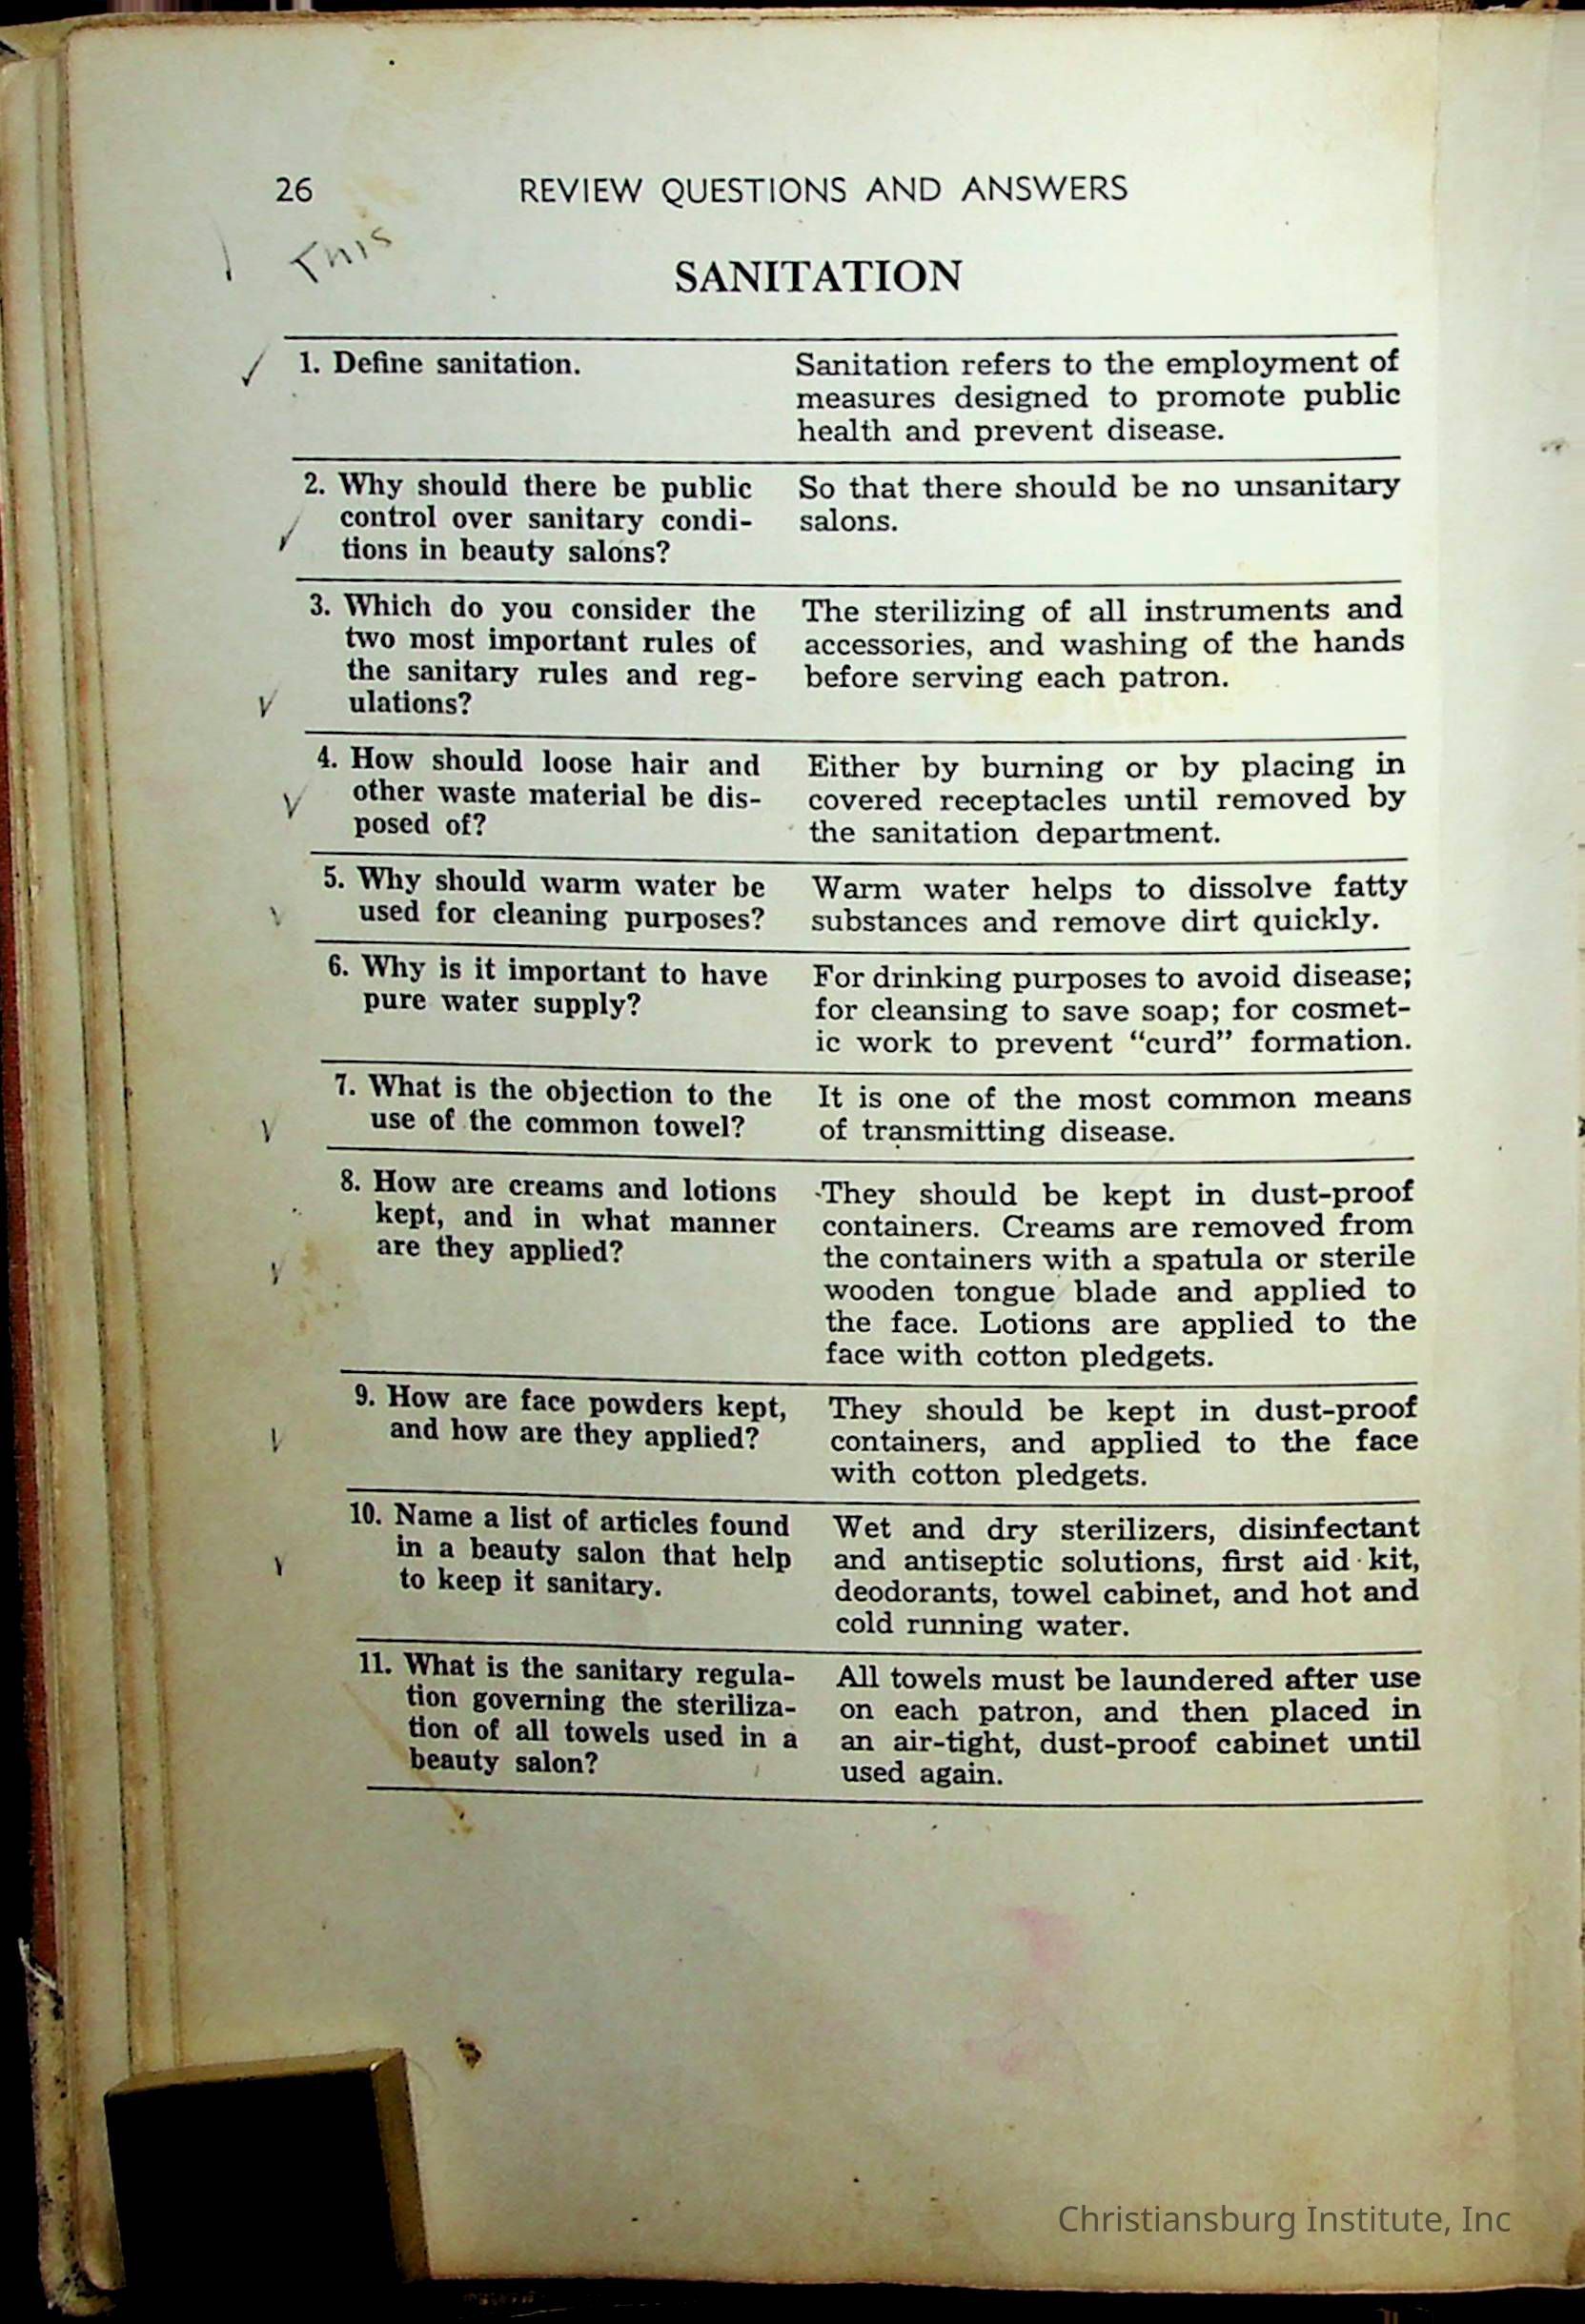 26 REVIEW QUESTIONS AND ANSWERS
This
SANITATION
1. Define sanitation.
Sanitation refers to the employment of
measures designed to promote public
health and prevent disease.
2. Why should there be public
control over sanitary condi-
tions in beauty salons?
So that there should be no unsanitary
salons.
3. Which do you consider the
two most important rules of
the sanitary rules and reg-
ulations?
The sterilizing of all instruments and
accessories, and washing of the hands
before serving each patron.
4. How should loose hair and
other waste material be dis-
posed of?
Either by burning or by placing in
covered receptacles until removed by
the sanitation department.
5. Why should warm water be
used for cleaning purposes?
Warm water helps to dissolve fatty
substances and remove dirt quickly.
6. Why is it important to have
pure water supply?
For drinking purposes to avoid disease;
for cleansing to save soap; for cosmet-
ic work to prevent “curd” formation.
7. What is the objection to the
use of the common towel?
It is one of the most common means
of transmitting disease.
8. How are creams and lotions
kept, and in what manner
are they applied?
They should be kept in dust-proof
containers. Creams are removed from
the containers with a spatula or sterile
wooden tongue blade and applied to
the face. Lotions are applied to the
face with cotton pledgets.
9. How are face powders kept,
and how are they applied?
They should be kept in dust-proof
containers, and applied to the face
with cotton pledgets.
10. Name a list of articles found
in a beauty salon that help
to keep it sanitary.
Wet and dry sterilizers, disinfectant
and antiseptic solutions, first aid kit,
deodorants, towel cabinet, and hot and
cold running water.
11. What is the sanitary regula-
tion governing the steriliza-
tion of all towels used in a
beauty salon?
All towels must be laundered after use
on each patron, and then placed in
an air-tight, dust-proof cabinet until
used again.
Christiansburg Institute, Inc